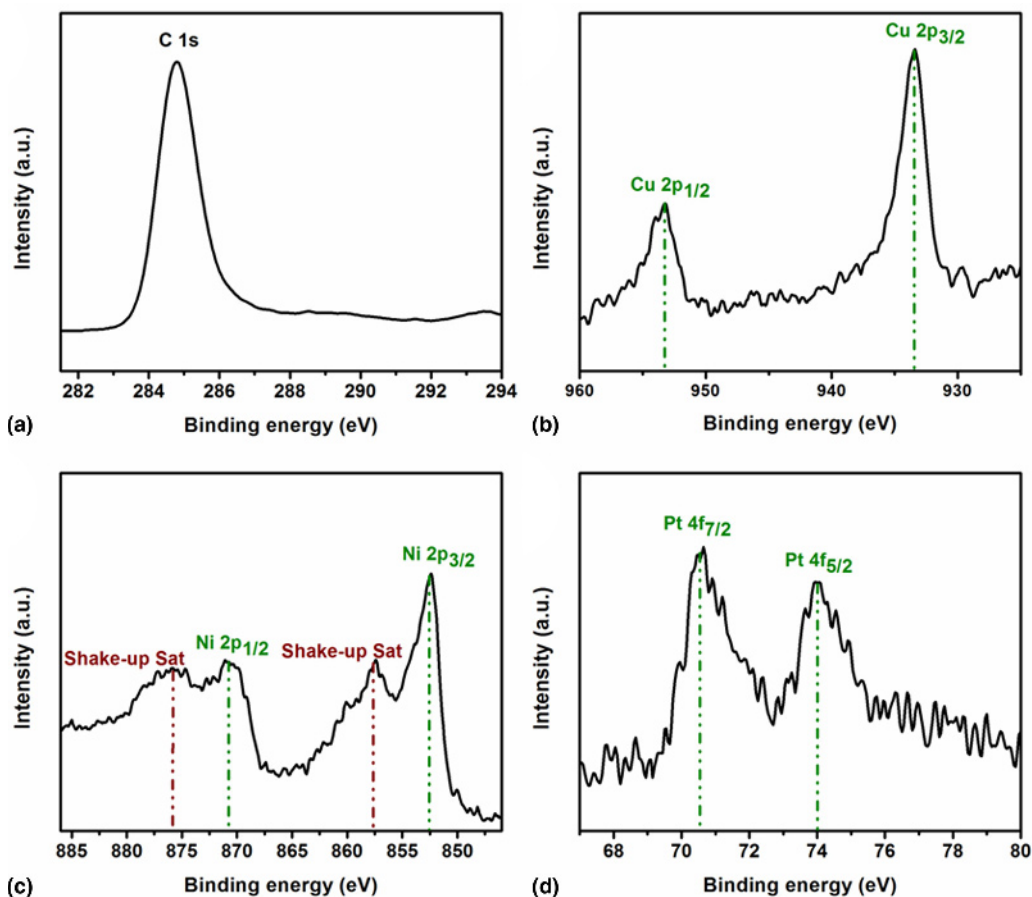 C 1s
Intensity (a.u.)
282 284 286 288 290 292 294
Binding energy (eV)
(a)
Cu 2p3/2
Cu 2p1/2
Intensity (a.u.)
960 950 940 930
Binding energy (eV)
(b)
Ni 2p3/2
Shake-up Sat Ni 2p1/2 Shake-up Sat
Intensity (a.u.)
885 880 875 870 865 860 855 850
Binding energy (eV)
(c)
Pt 4f7/2
Pt 4f5/2
Intensity (a.u.)
68 70 72 74 76 78 80
Binding energy (eV)
(d)